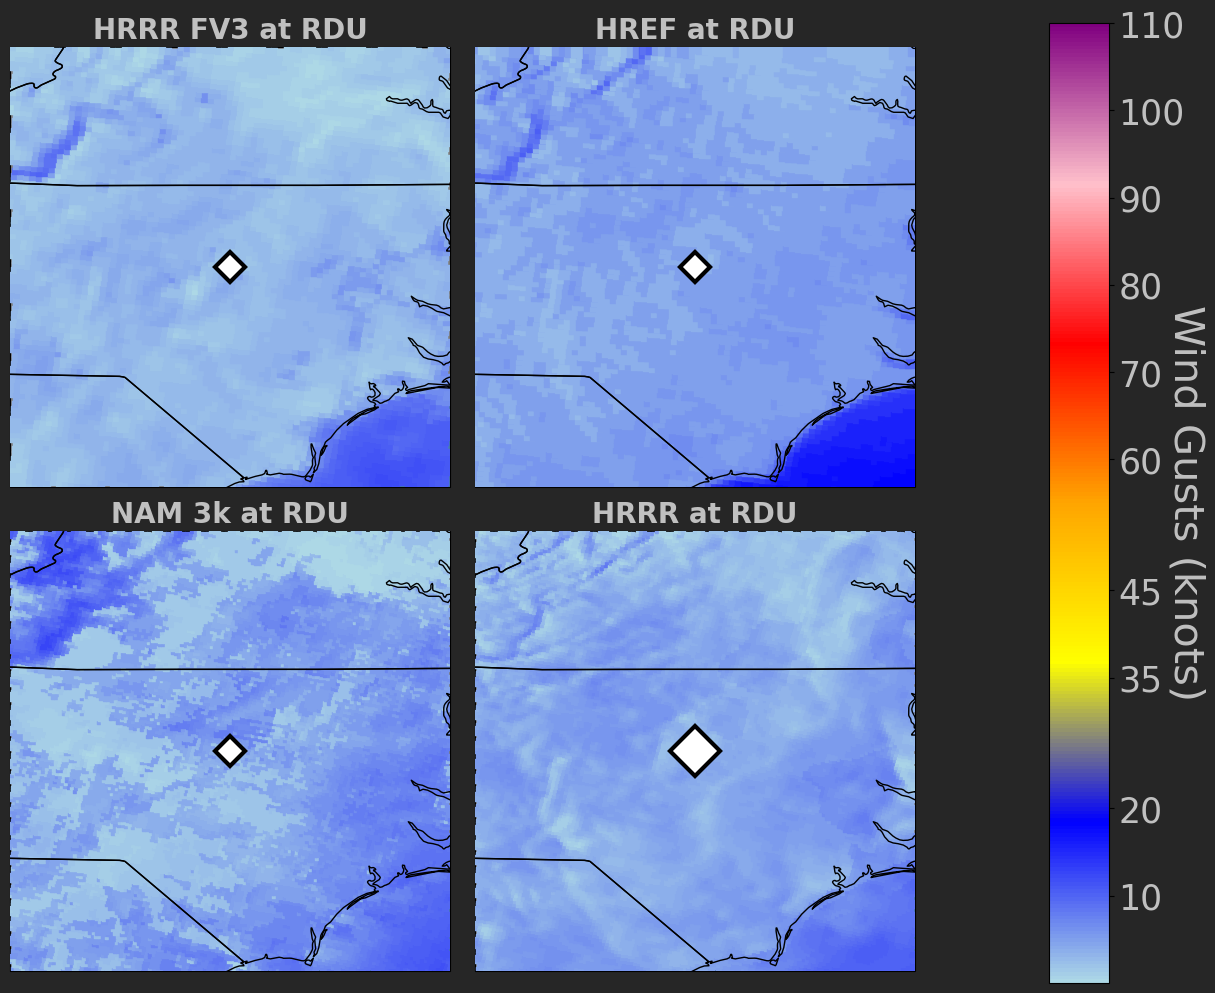 HRRR FV3 at RDU
HREF at RDU
NAM 3k at RDU
HRRR at RDU
110
100
90
80
70
60
45
35
20
10
Wind Gusts (knots)